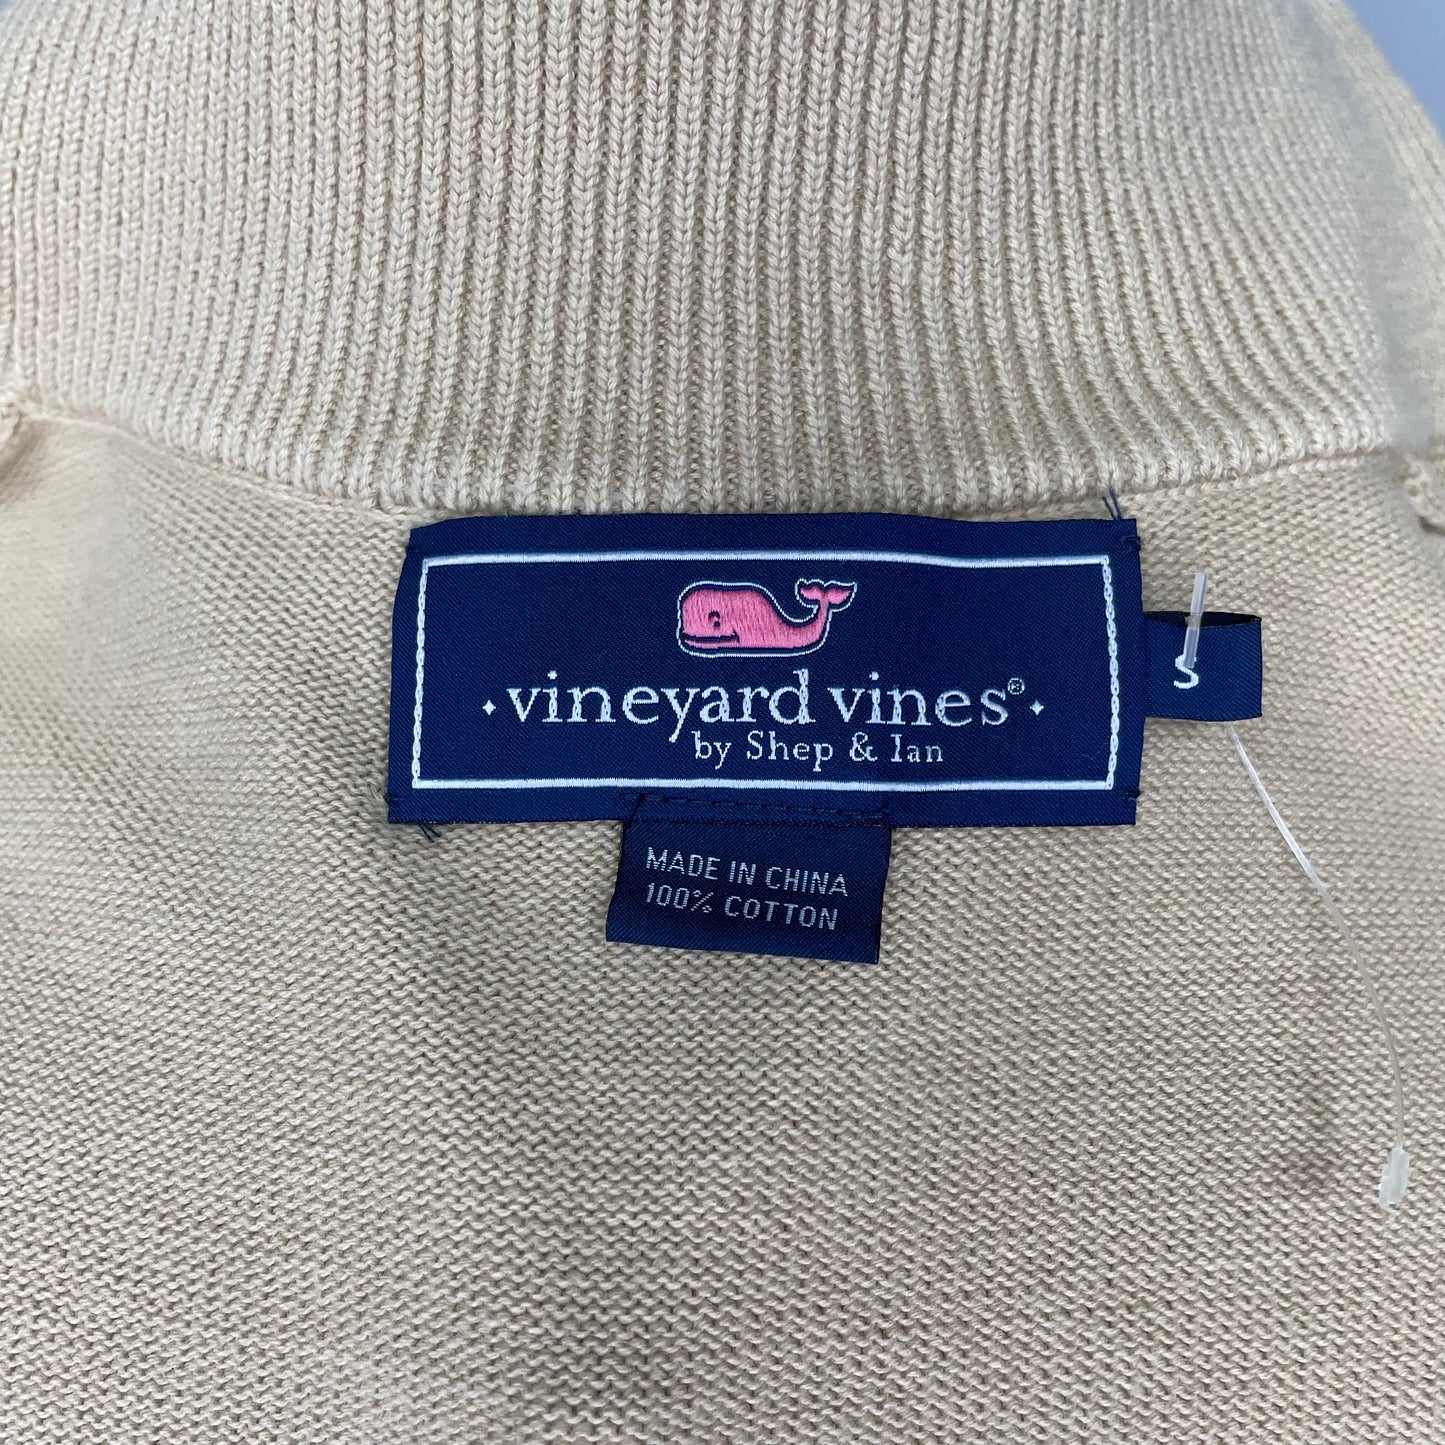 · vineyard vines® ·
by Shep & Ian
S
MADE IN CHINA
100% COTTON